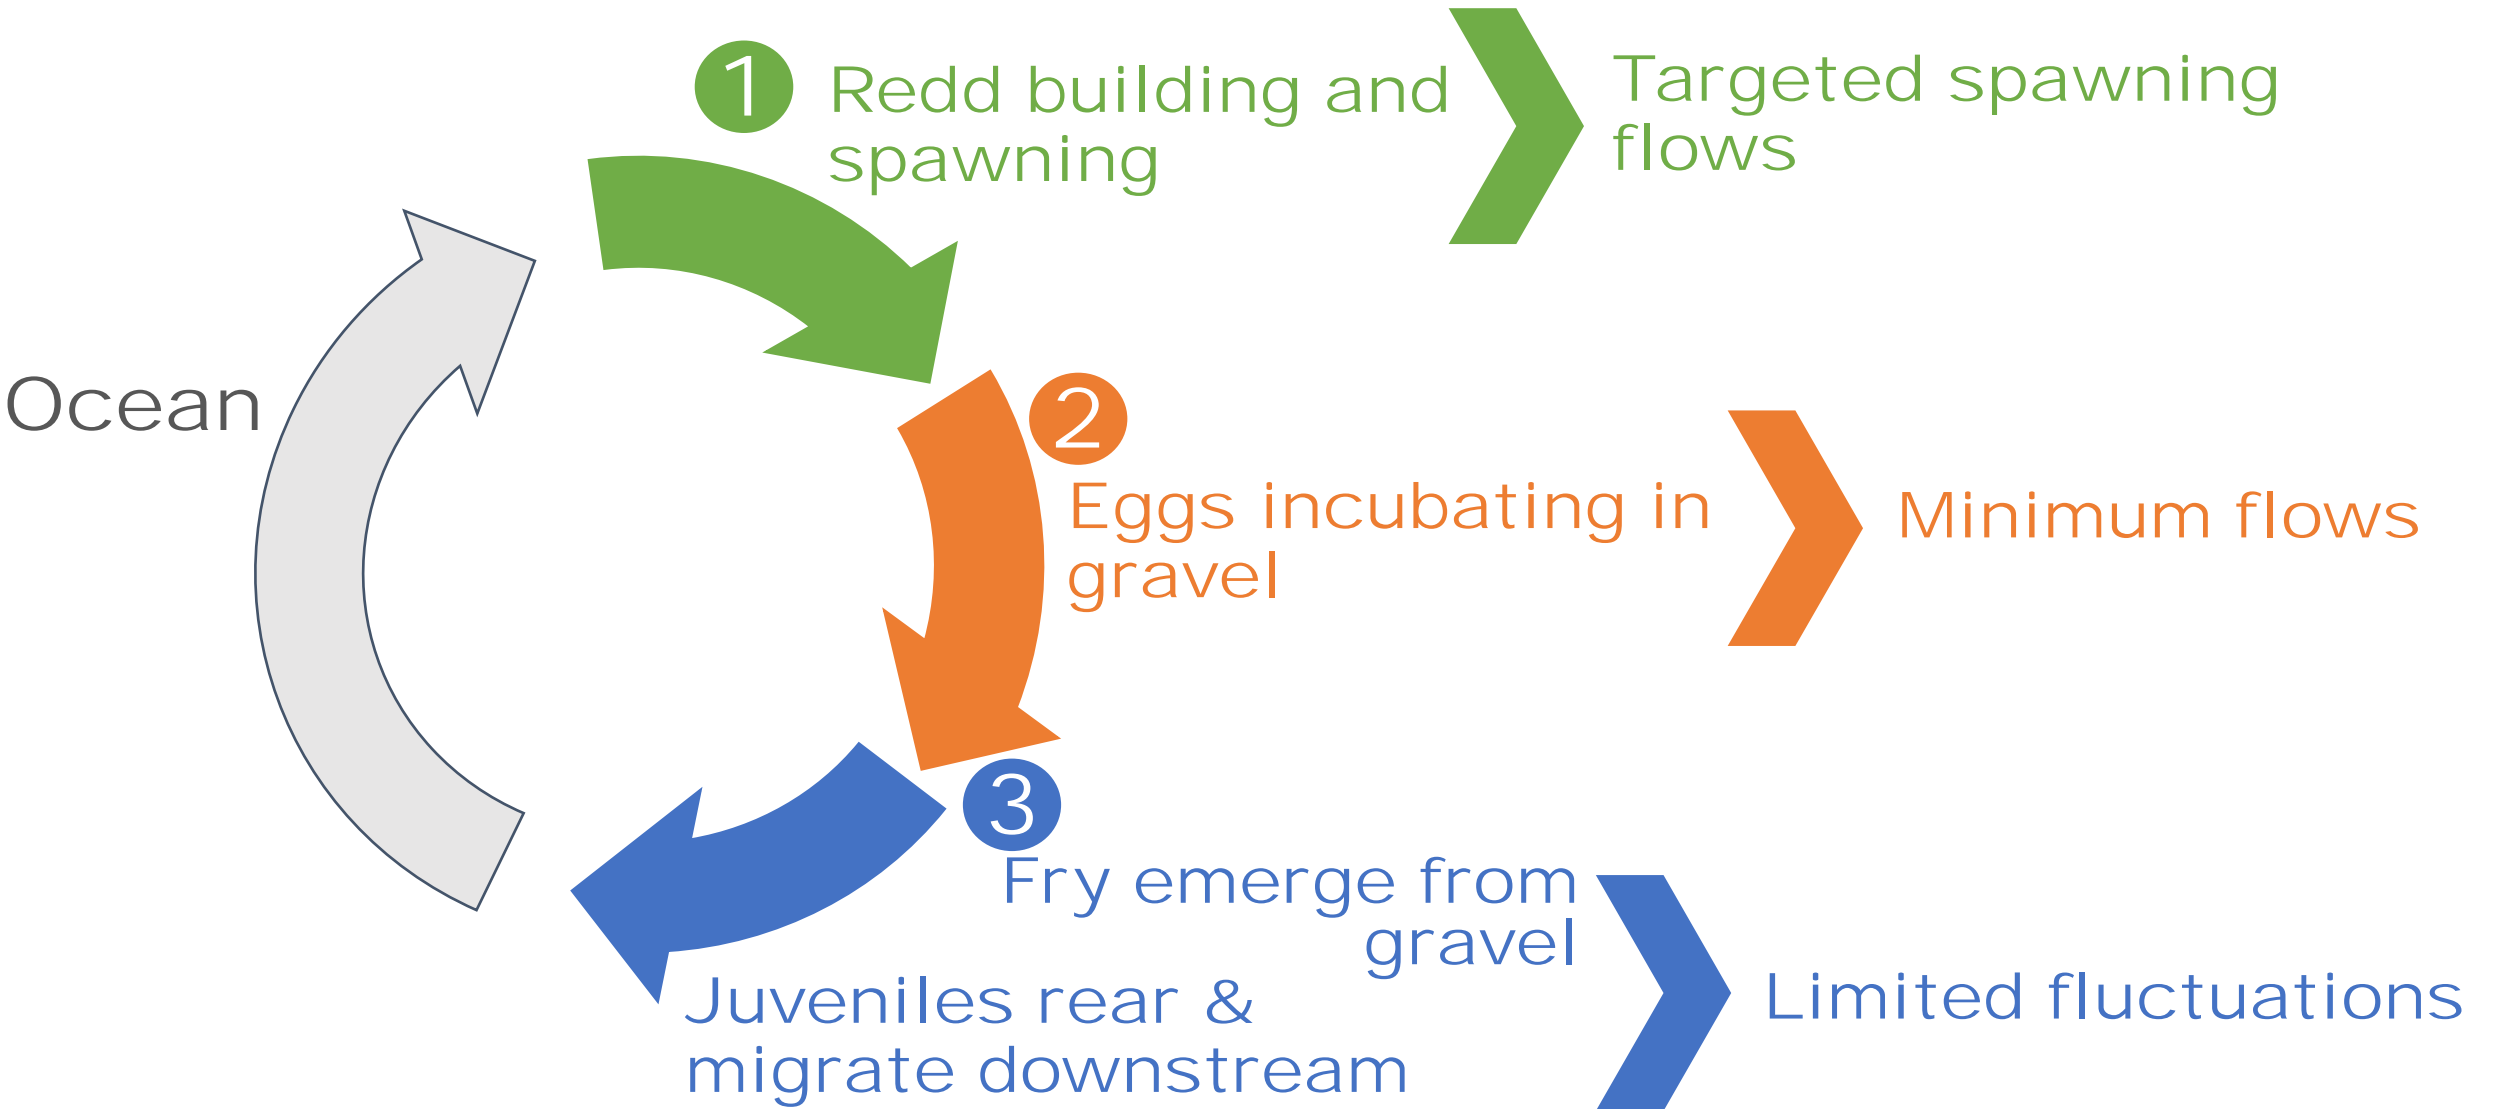 1
Redd building and
spawning
Targeted spawning
flows
Ocean
2
Eggs incubating in
gravel
Minimum flows
3
Fry emerge from
gravel
Juveniles rear &
migrate downstream
Limited fluctuations